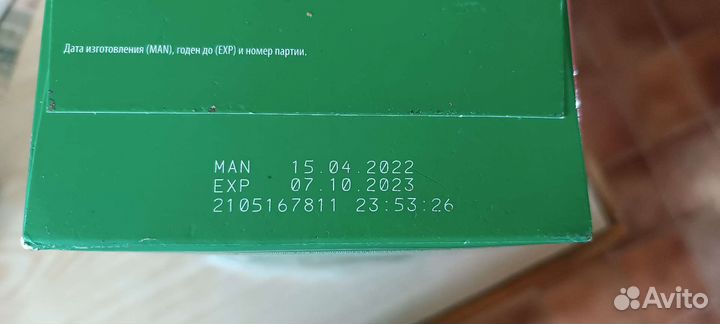 Дата изготовления (MAN), годен до (EXP) и номер партии.
MAN 15.04.2022
EXP 07.10.2023
2105167811 23:53:26
Avito